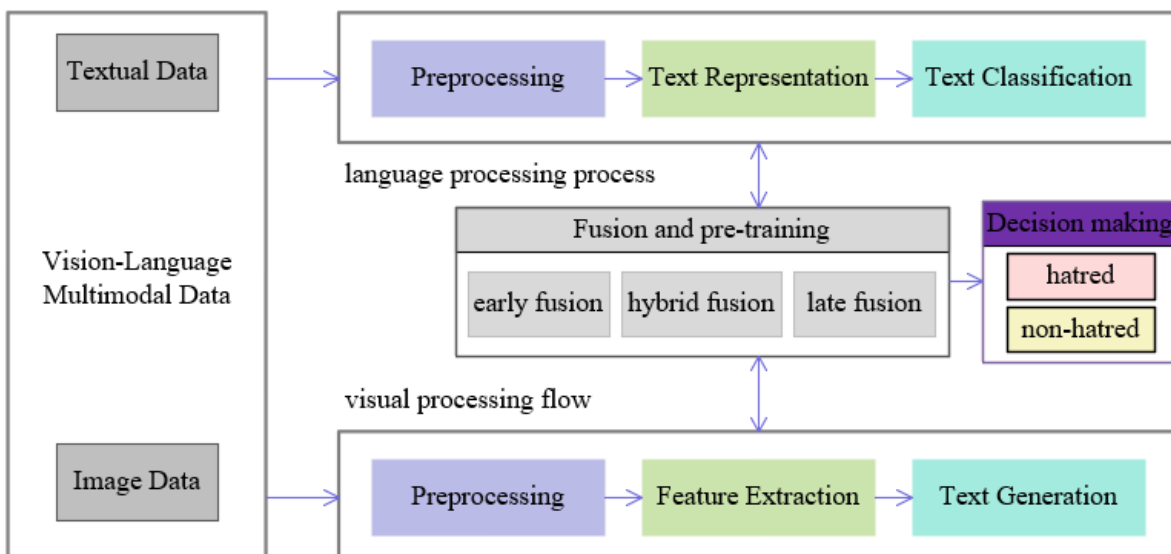 Textual Data
Preprocessing
Text Representation
Text Classification
language processing process
Vision-Language
Multimodal Data
Fusion and pre-training
early fusion
hybrid fusion
late fusion
Decision making
hatred
non-hatred
visual processing flow
Image Data
Preprocessing
Feature Extraction
Text Generation